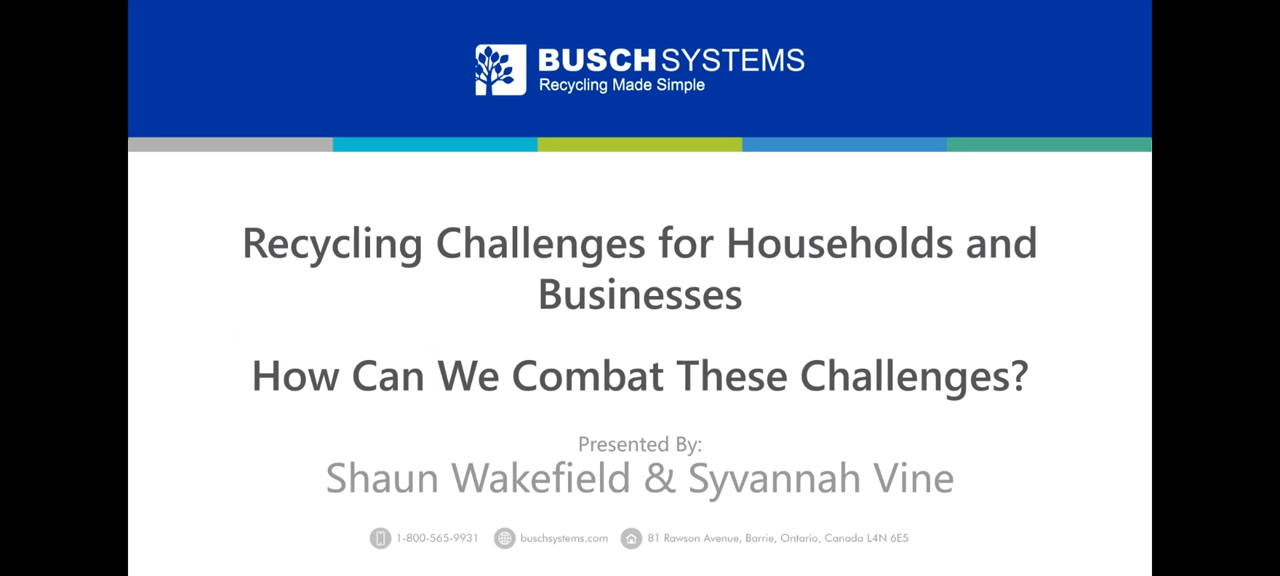 BUSCH SYSTEMS
Recycling Made Simple
Recycling Challenges for Households and
Businesses
How Can We Combat These Challenges?
Presented By:
Shaun Wakefield & Syvannah Vine
1-800-565-9931 buschsystems.com 81 Rawson Avenue, Barrie, Ontario, Canada L4N 6E5